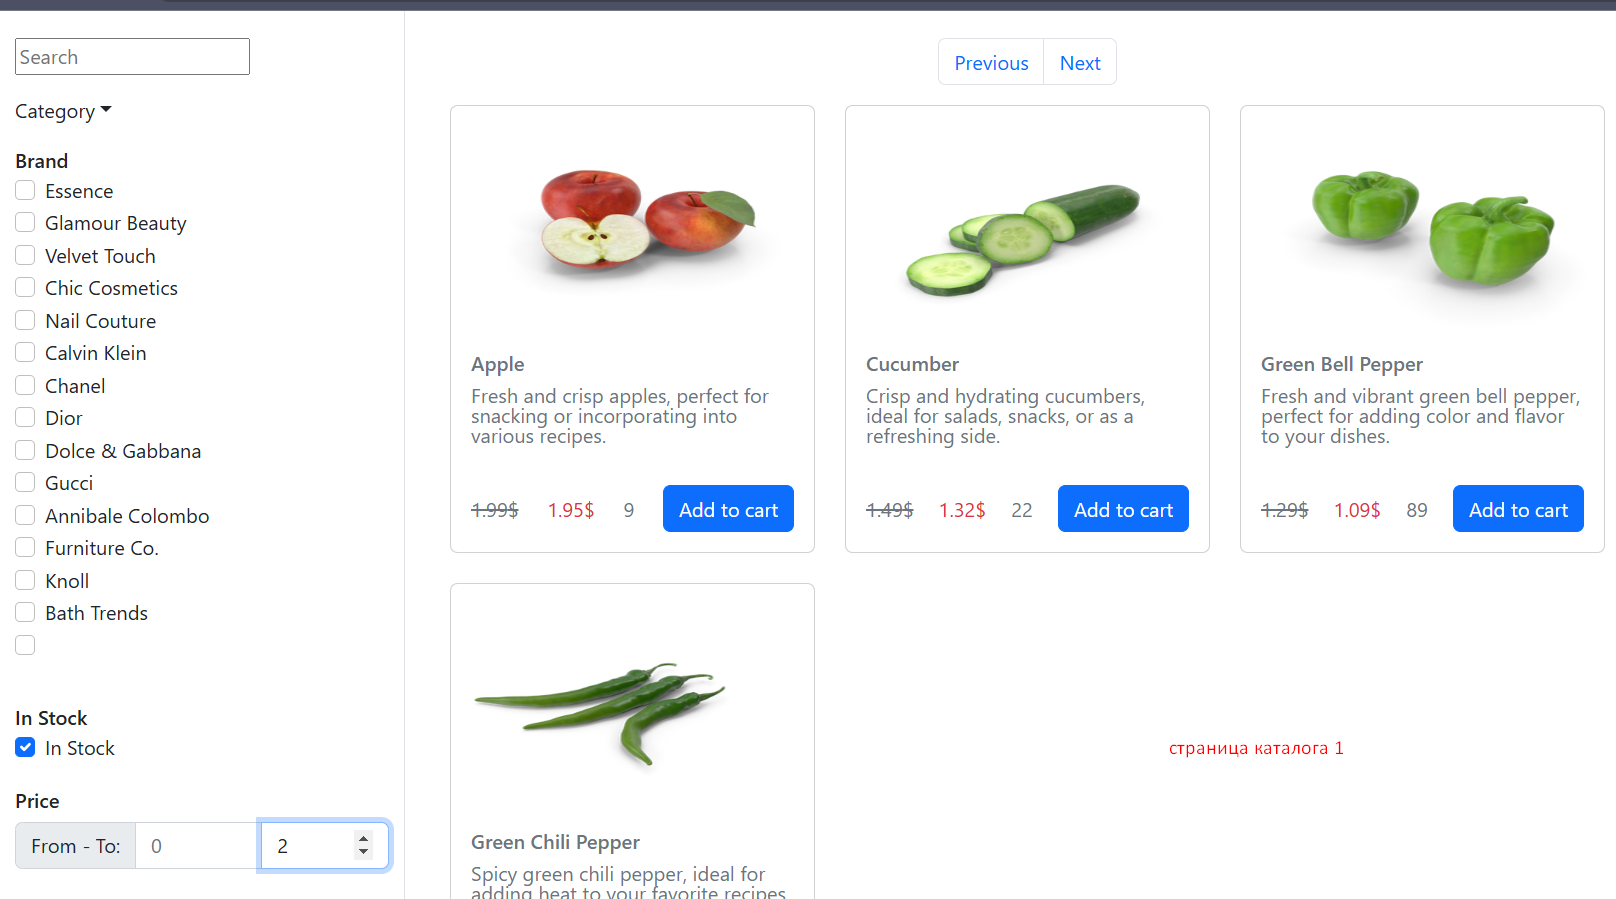 Search
Previous
Next
Category
Brand
Essence
Glamour Beauty
Velvet Touch
Chic Cosmetics
Nail Couture
Calvin Klein
Chanel
Dior
Dolce & Gabbana
Gucci
Annibale Colombo
Furniture Co.
Knoll
Bath Trends
In Stock
In Stock
Price
From - To:
0
2
Apple
Fresh and crisp apples, perfect for
snacking or incorporating into
various recipes.
1.99$ 1.95$ 9 Add to cart
Cucumber
Crisp and hydrating cucumbers,
ideal for salads, snacks, or as a
refreshing side.
1.49$ 1.32$ 22 Add to cart
Green Bell Pepper
Fresh and vibrant green bell pepper,
perfect for adding color and flavor
to your dishes.
1.29$ 1.09$ 89 Add to cart
Green Chili Pepper
Spicy green chili pepper, ideal for
adding heat to your favorite recipes
страница каталога 1